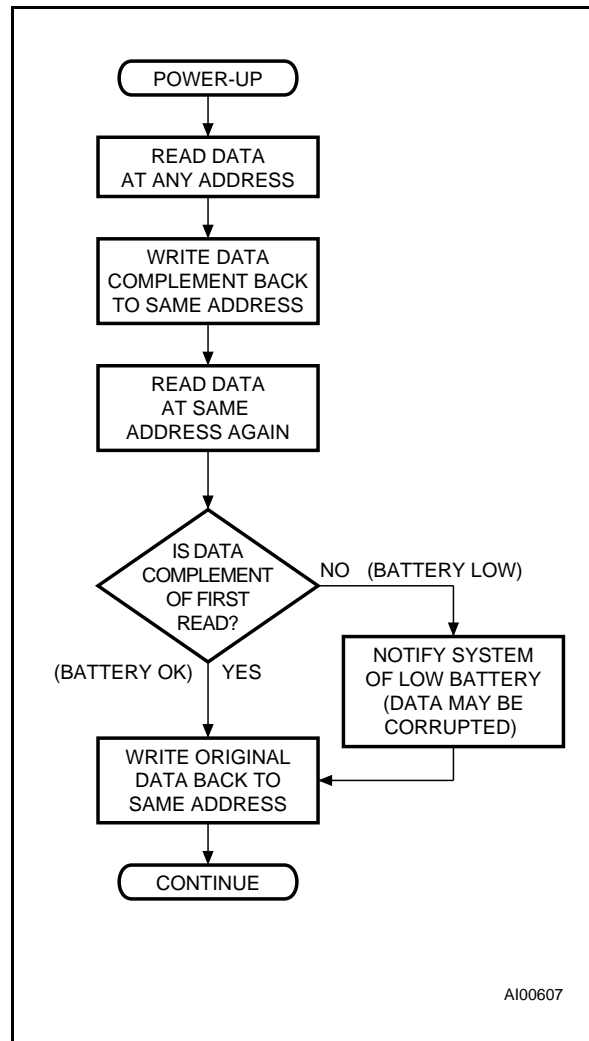 POWER-UP
READ DATA
AT ANY ADDRESS
WRITE DATA
COMPLEMENT BACK
TO SAME ADDRESS
READ DATA
AT SAME
ADDRESS AGAIN
IS DATA
COMPLEMENT
OF FIRST
READ?
NO (BATTERY LOW)
(BATTERY OK) YES
NOTIFY SYSTEM
OF LOW BATTERY
(DATA MAY BE
CORRUPTED)
WRITE ORIGINAL
DATA BACK TO
SAME ADDRESS
CONTINUE
AI00607